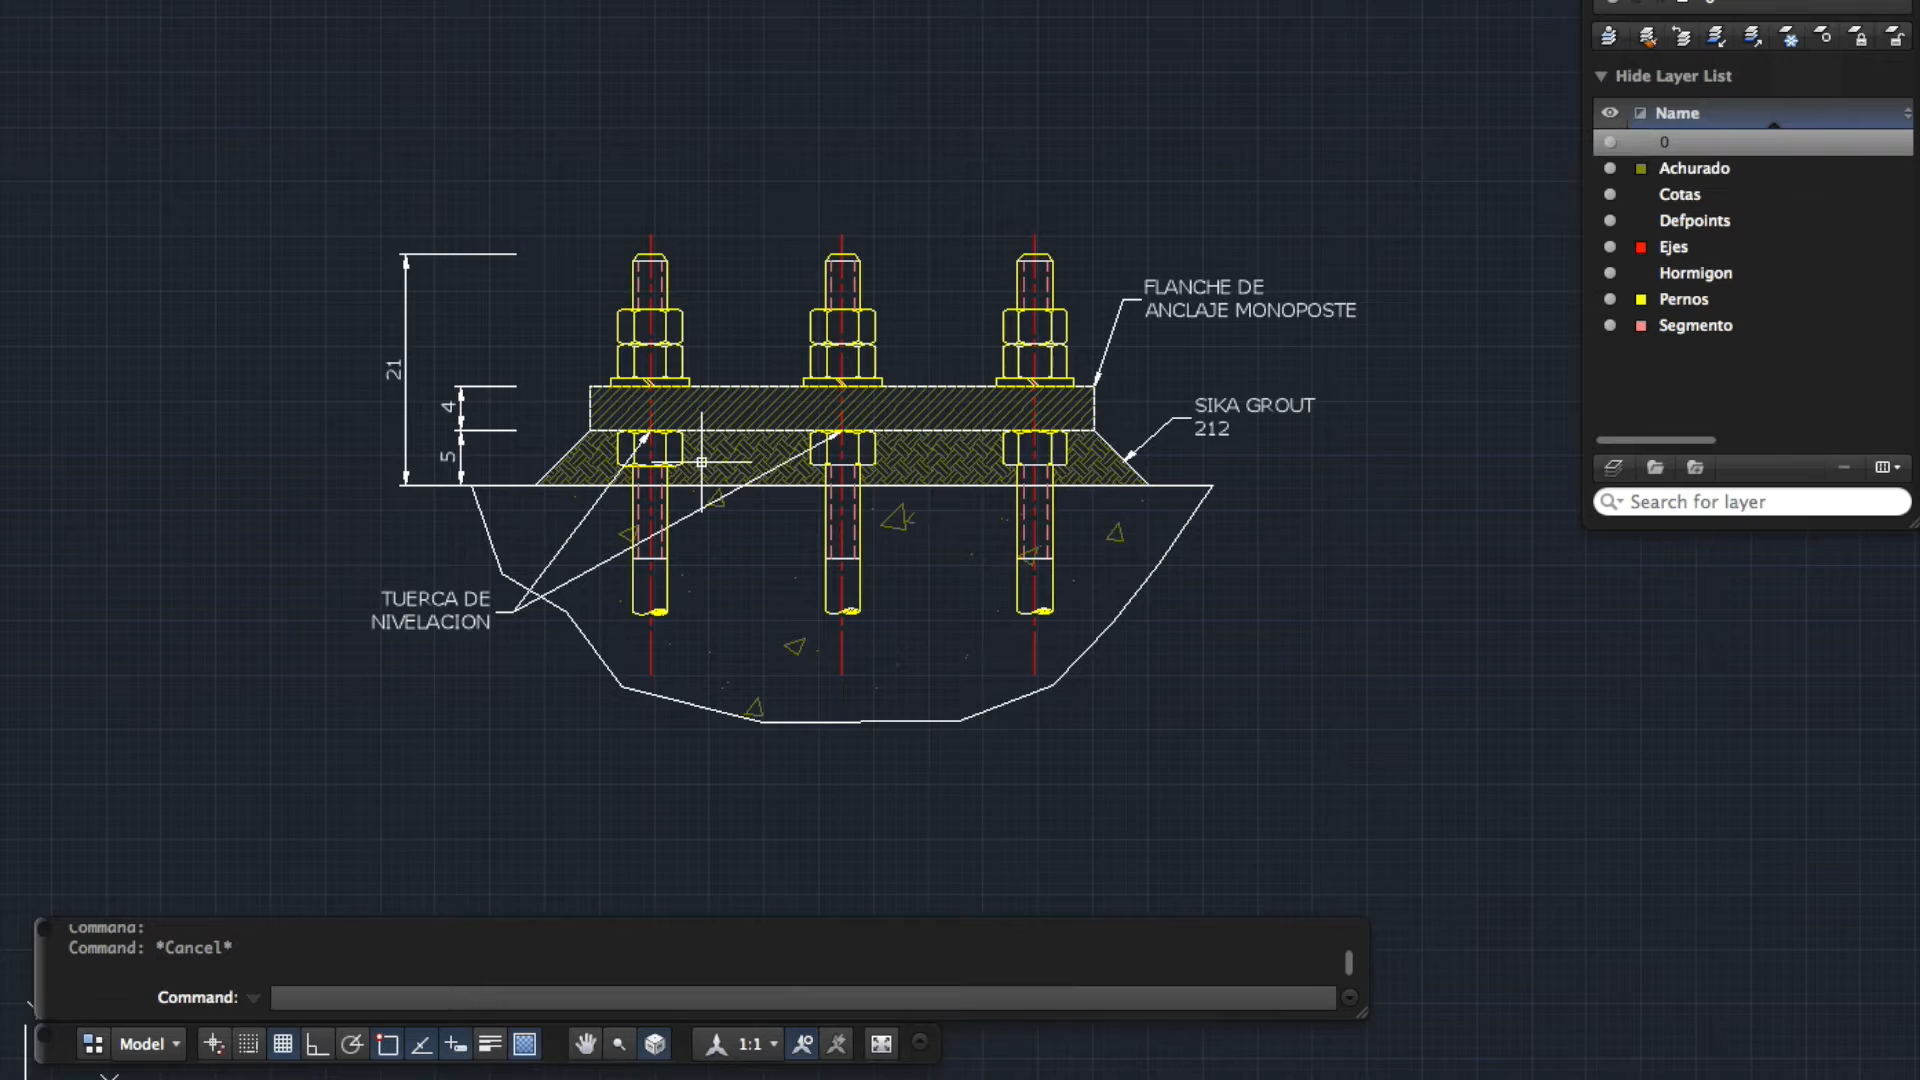 Hide Layer List
Name
0
Achurado
Cotas
Defpoints
Ejes
Hormigon
Pernos
Segmento
Search for layer
FLANCHE DE
ANCLAJE MONOPOSTE
SIKA GROUT
212
21
4
5
TUERCA DE
NIVELACION
Command:
Command: *Cancel*
Command:
Model
1:1